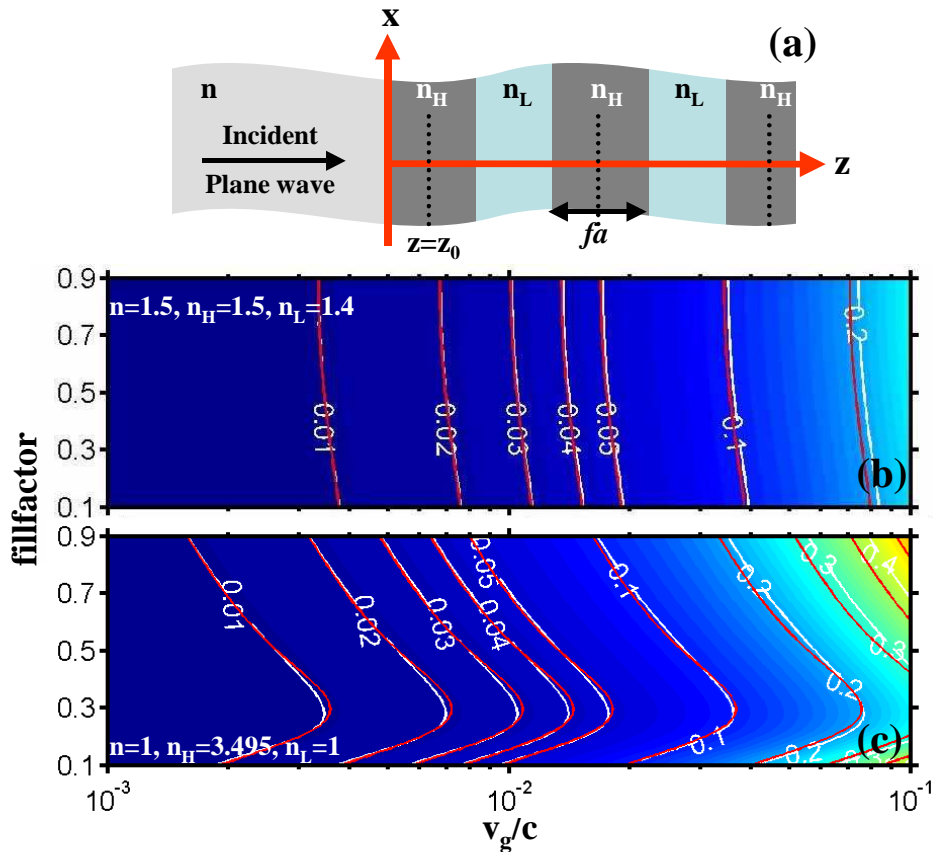 x
(a)
n
n_H
n_L
n_H
n_L
n_H
Incident
Plane wave
z
z=z_0
fa
fillfactor
0.9
0.7
0.5
0.3
0.1
n=1.5, n_H=1.5, n_L=1.4
0.01
0.02
0.03
0.04
0.05
0.1
0.2
(b)
0.9
0.7
0.5
0.3
0.1
0.01
0.02
0.03
0.04
0.05
0.1
0.2
0.3
0.4
0.3
0.2
0.1
0.2
0.3
n=1, n_H=3.495, n_L=1
(c)
10^-3
10^-2
10^-1
v_g/c